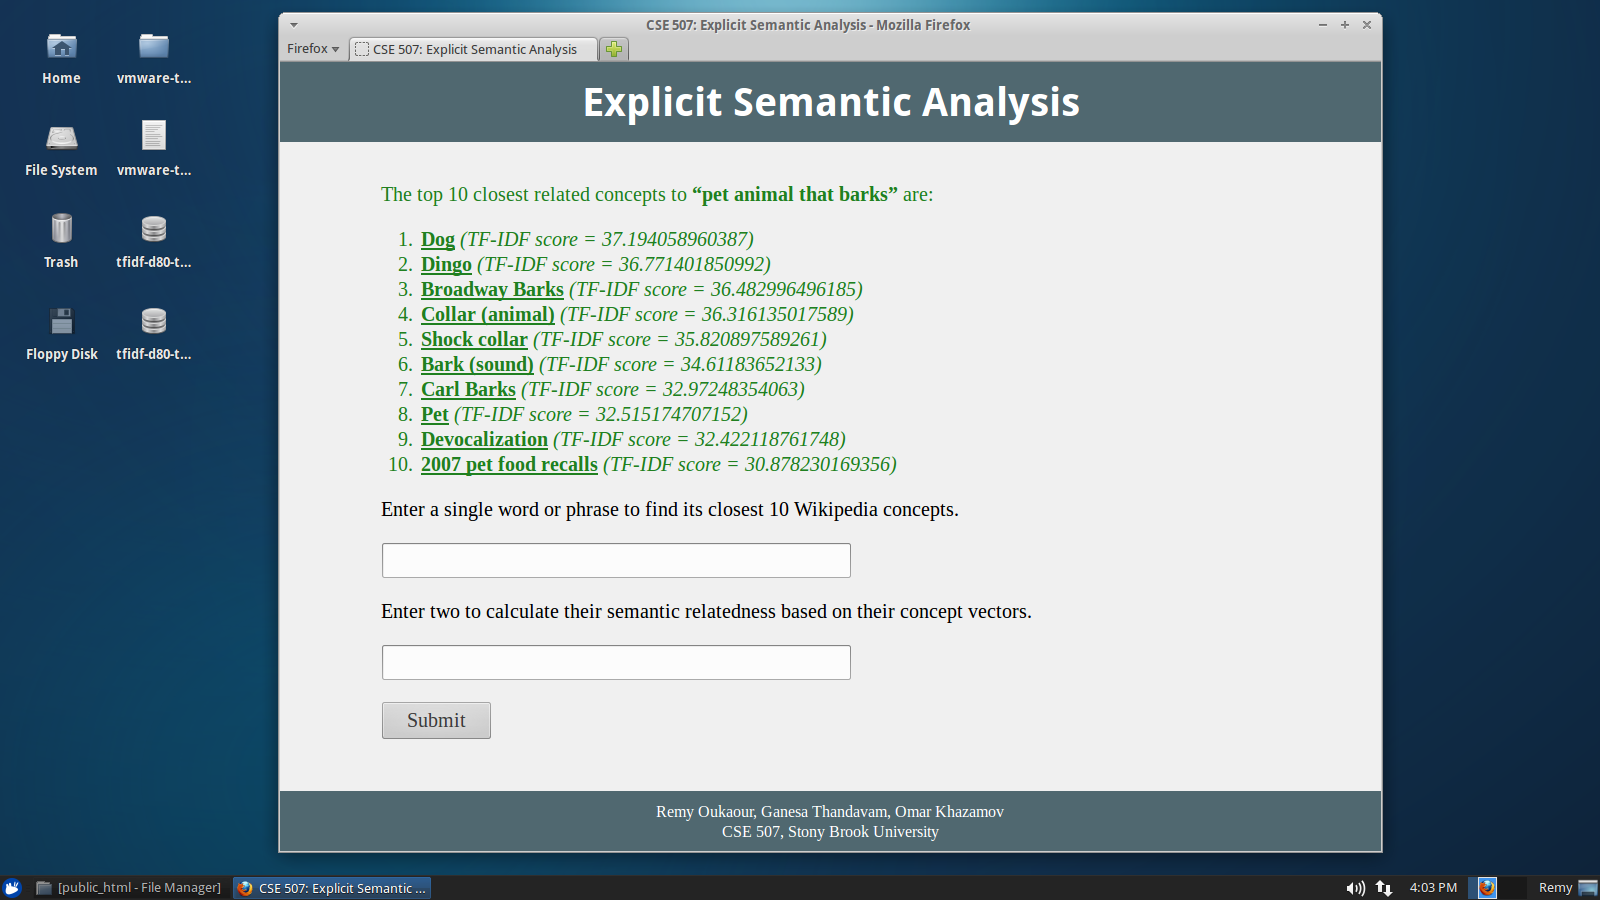 CSE 507: Explicit Semantic Analysis - Mozilla Firefox
Firefox
CSE 507: Explicit Semantic Analysis
Home
vmware-t...
File System
vmware-t...
Trash
tfidf-d80-t...
Floppy Disk
tfidf-d80-t...
Explicit Semantic Analysis
The top 10 closest related concepts to “pet animal that barks” are:
1. Dog (TF-IDF score = 37.194058960387)
2. Dingo (TF-IDF score = 36.771401850992)
3. Broadway Barks (TF-IDF score = 36.482996496185)
4. Collar (animal) (TF-IDF score = 36.316135017589)
5. Shock collar (TF-IDF score = 35.820897589261)
6. Bark (sound) (TF-IDF score = 34.61183652133)
7. Carl Barks (TF-IDF score = 32.97248354063)
8. Pet (TF-IDF score = 32.515174707152)
9. Devocalization (TF-IDF score = 32.422118761748)
10. 2007 pet food recalls (TF-IDF score = 30.878230169356)
Enter a single word or phrase to find its closest 10 Wikipedia concepts.
Enter two to calculate their semantic relatedness based on their concept vectors.
Submit
Remy Oukaour, Ganesa Thandavam, Omar Khazamov
CSE 507, Stony Brook University
[public_html - File Manager]
CSE 507: Explicit Semantic ...
4:03 PM
Remy